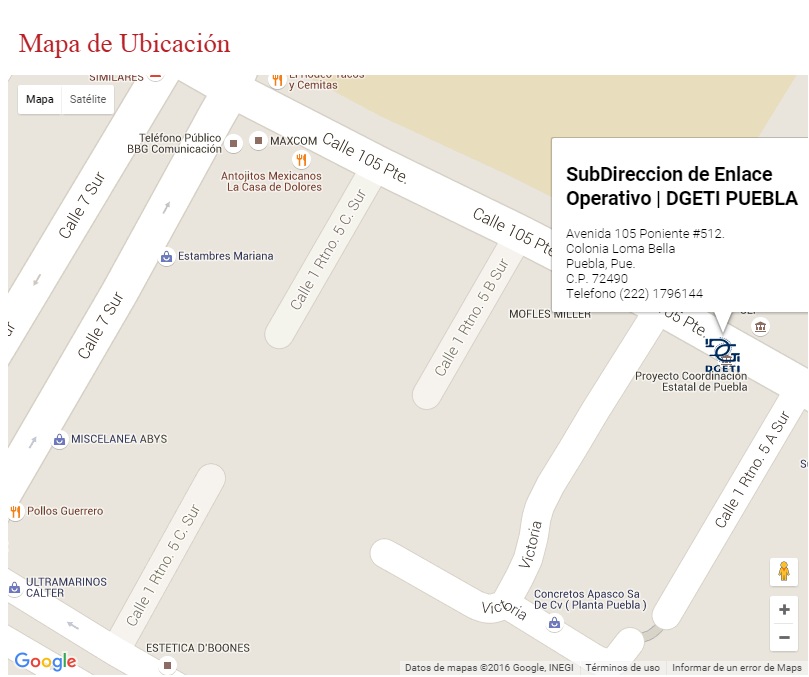 Mapa de Ubicación
SIMILARES
El Rodeo Tacos
y Cemitas
Mapa
Satélite
Teléfono Público
BBG Comunicación
MAXCOM
Calle 105 Pte.
Antojitos Mexicanos
La Casa de Dolores
SubDireccion de Enlace
Operativo | DGETI PUEBLA
Avenida 105 Poniente #512.
Colonia Loma Bella
Puebla, Pue.
C.P. 72490
Telefono (222) 1796144
Calle 7 Sur
Calle 1 Rtno. 5 C. Sur
Calle 105 Pte
Estambres Mariana
Calle 1 Rtno. 5 B Sur
Calle 7 Sur
MOFLES MILLER
105 Pte.
DGETI
Proyecto Coordinación
Estatal de Puebla
MISCELANEA ABYS
Calle 1 Rtno. 5 A Sur
Pollos Guerrero
Calle 1 Rtno. 5 C. Sur
Victoria
ULTRAMARINOS
CALTER
Victoria
Concretos Apasco Sa
De Cv ( Planta Puebla )
ESTETICA D'BOONES
Google
Datos de mapas ©2016 Google, INEGI
Términos de uso
Informar de un error de Maps